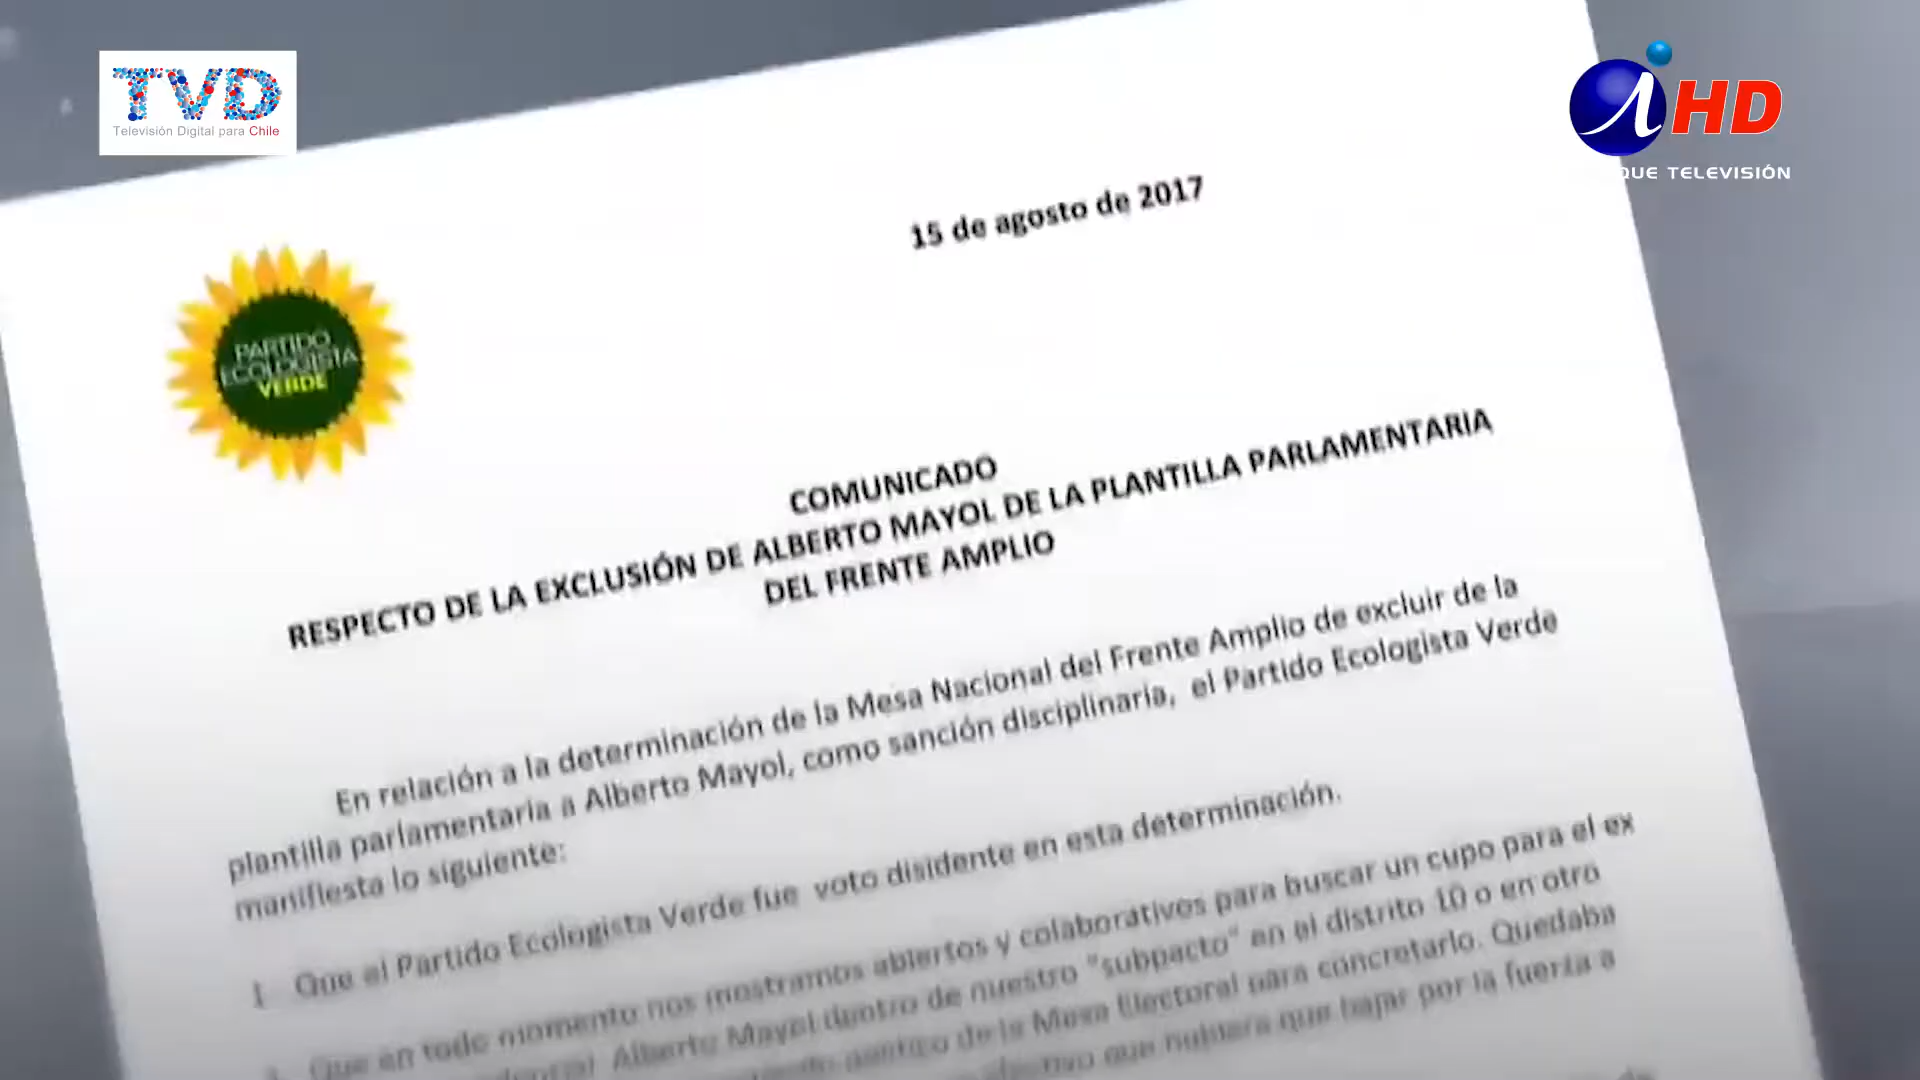 TVD
Televisión Digital para Chile
HD
QUE TELEVISIÓN
15 de agosto de 2017
PARTIDO
ECOLOGISTA
VERDE
COMUNICADO
RESPECTO DE LA EXCLUSIÓN DE ALBERTO MAYOL DE LA PLANTILLA PARLAMENTARIA
DEL FRENTE AMPLIO
En relación a la determinación de la Mesa Nacional del Frente Amplio de excluir de la
plantilla parlamentaria a Alberto Mayol, como sanción disciplinaria, el Partido Ecologista Verde
manifiesta lo siguiente:
1 Que el Partido Ecologista Verde fue voto disidente en esta determinación.
Que en todo momento nos mostramos abiertos y colaborativos para buscar un cupo para el ex
Alberto Mayol dentro de nuestro "subpacto" en el distrito 10 o en otro
político de la Mesa Electoral para concretarlo. Quedaba
que hubiera que bajar por la fuerza a